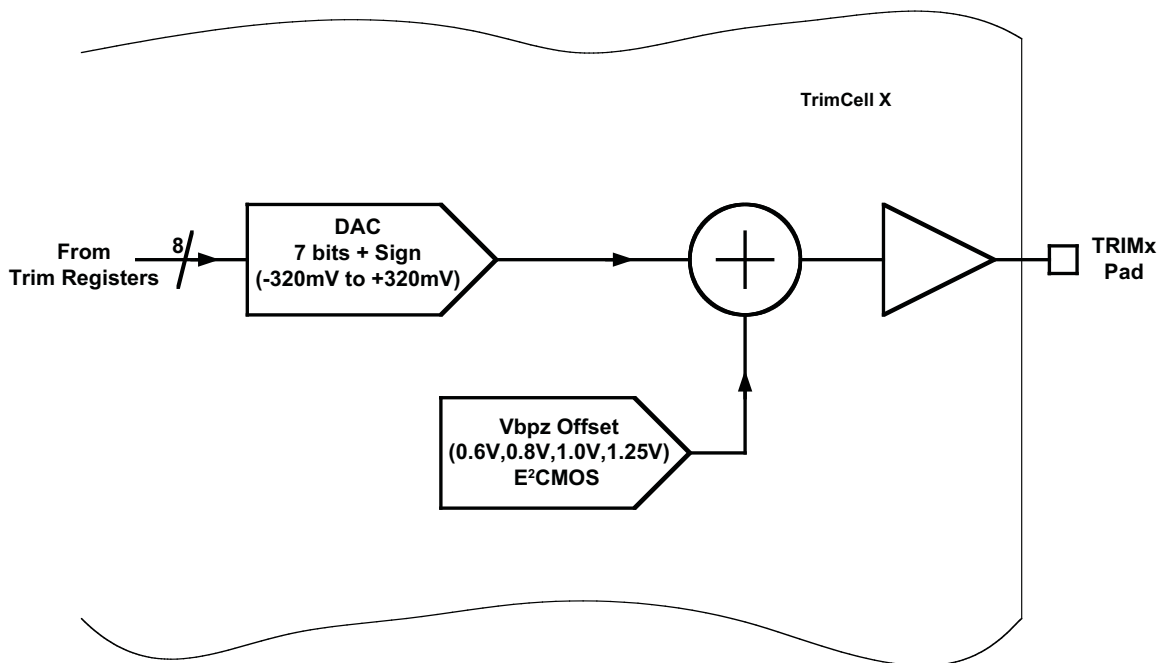 TrimCell X
From
Trim Registers
8
DAC
7 bits + Sign
(-320mV to +320mV)
TRIMx
Pad
Vbpz Offset
(0.6V,0.8V,1.0V,1.25V)
E²CMOS